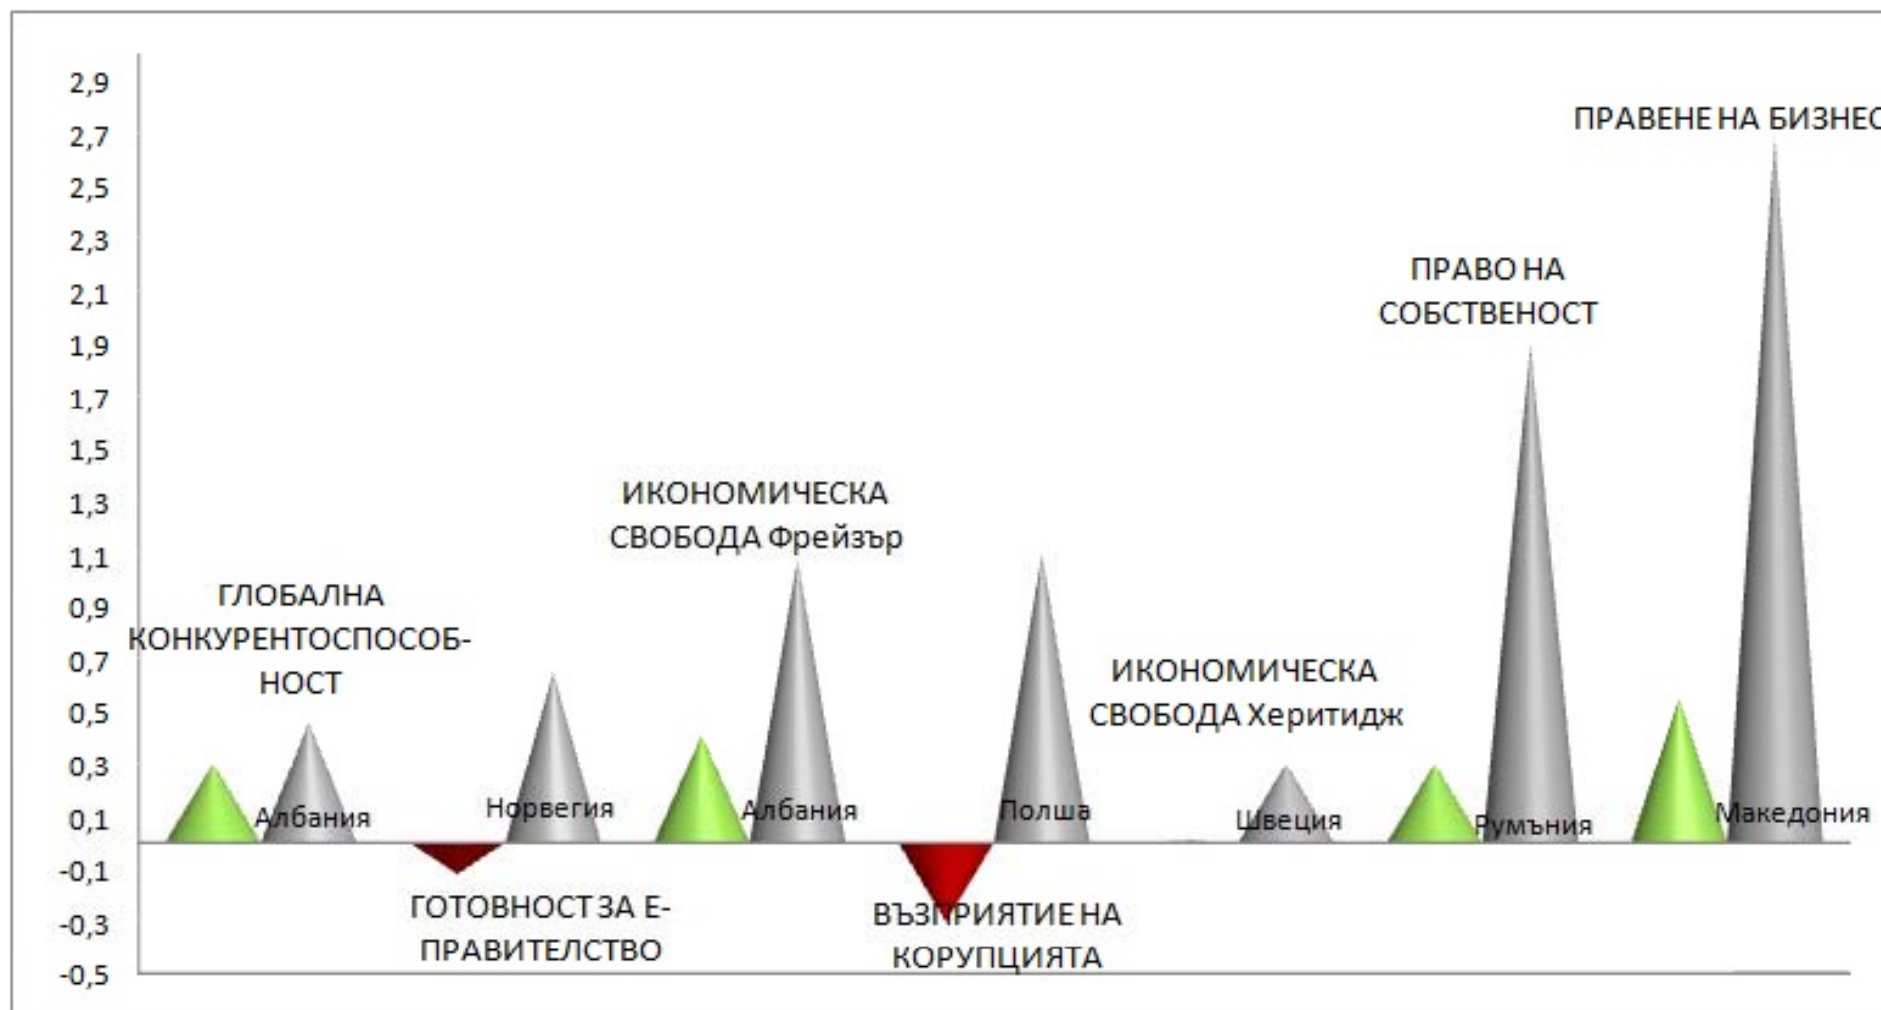 2,9
2,7
2,5
2,3
2,1
1,9
1,7
1,5
1,3
1,1
0,9
0,7
0,5
0,3
0,1
-0,1
-0,3
-0,5
ГЛОБАЛНА
КОНКУРЕНТОСПОСОБ-
НОСТ
Албания
ГОТОВНОСТ ЗА Е-
ПРАВИТЕЛСТВО
Норвегия
ИКОНОМИЧЕСКА
СВОБОДА Фрейзър
Албания
ВЪЗПРИЯТИЕ НА
КОРУПЦИЯТА
Полша
ИКОНОМИЧЕСКА
СВОБОДА Херитидж
Швеция
ПРАВО НА
СОБСТВЕНОСТ
Румъния
ПРАВЕНЕ НА БИЗНЕС
Македония